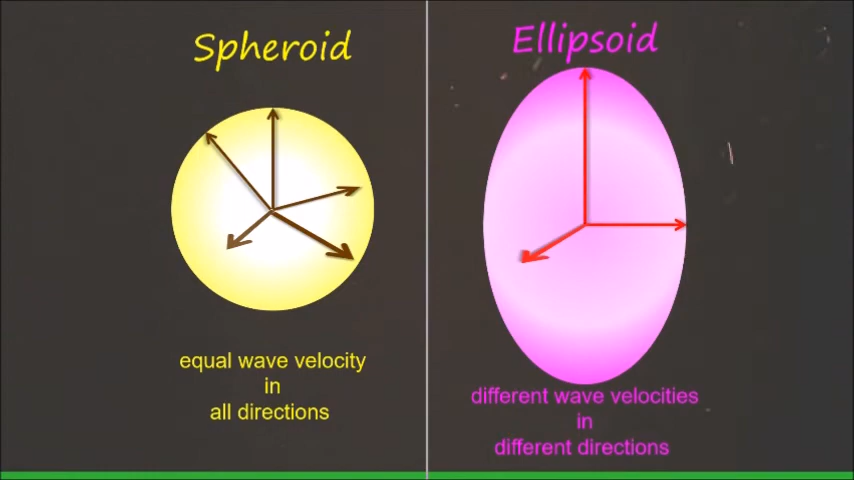 Spheroid
equal wave velocity
in
all directions
Ellipsoid
different wave velocities
in
different directions